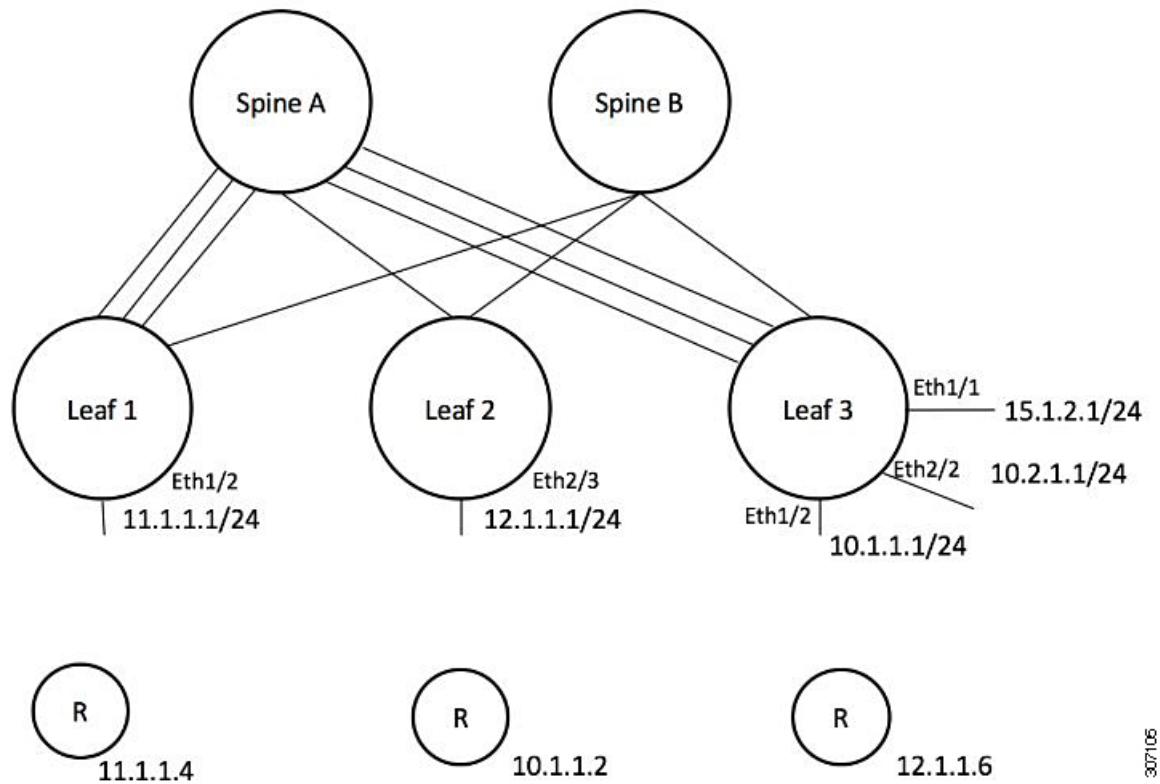 Spine A
Spine B
Leaf 1
Leaf 2
Leaf 3
Eth1/1
15.1.2.1/24
Eth1/2
Eth2/3
Eth2/2
10.2.1.1/24
11.1.1.1/24
12.1.1.1/24
Eth1/2
10.1.1.1/24
R
R
R
11.1.1.4
10.1.1.2
12.1.1.6
307105